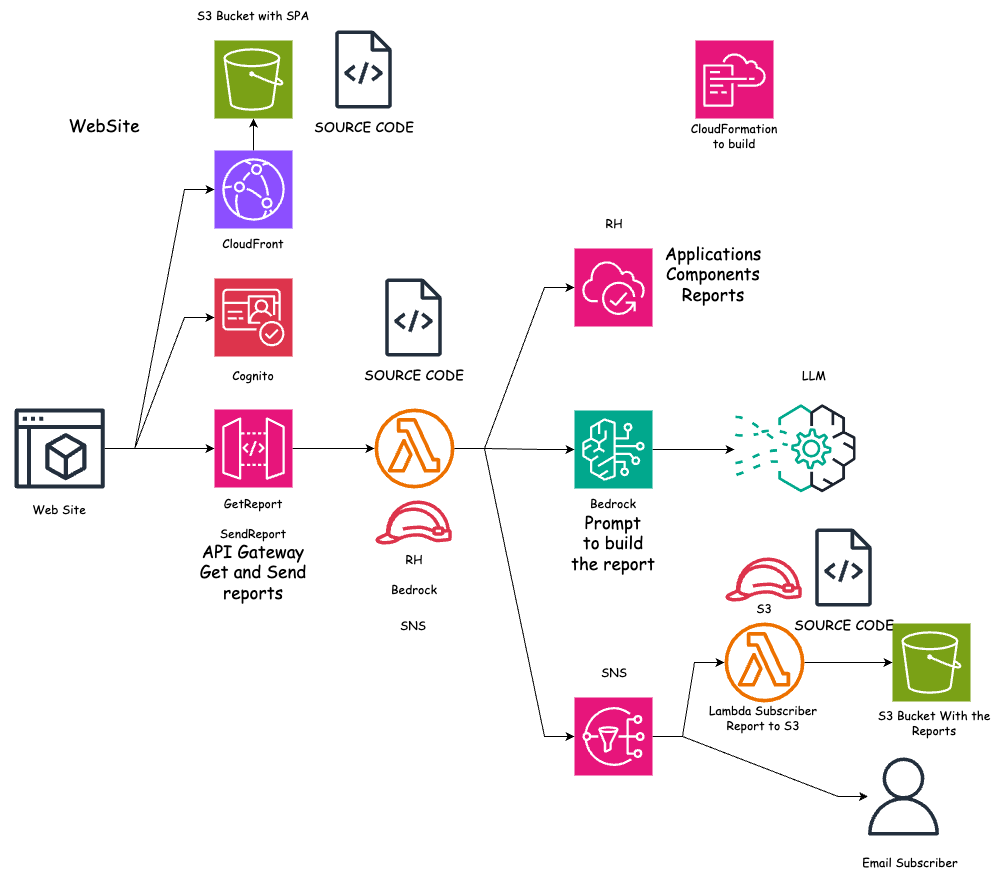 S3 Bucket with SPA
WebSite
SOURCE CODE
CloudFormation
to build
CloudFront
RH
Applications
Components
Reports
Cognito
SOURCE CODE
LLM
Web Site
GetReport
SendReport
API Gateway
Get and Send
reports
RH
Bedrock
SNS
Bedrock
Prompt
to build
the report
S3
SOURCE CODE
SNS
Lambda Subscriber
Report to S3
S3 Bucket With the
Reports
Email Subscriber